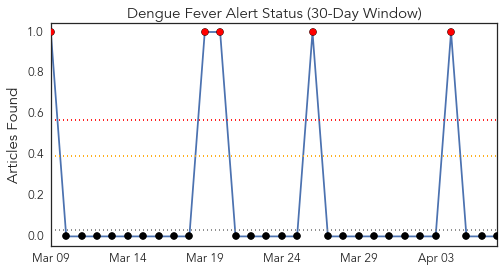 Dengue Fever Alert Status (30-Day Window)
Articles Found
1.0
0.8
0.6
0.4
0.2
0.0
Mar 09 Mar 14 Mar 19 Mar 24 Mar 29 Apr 03